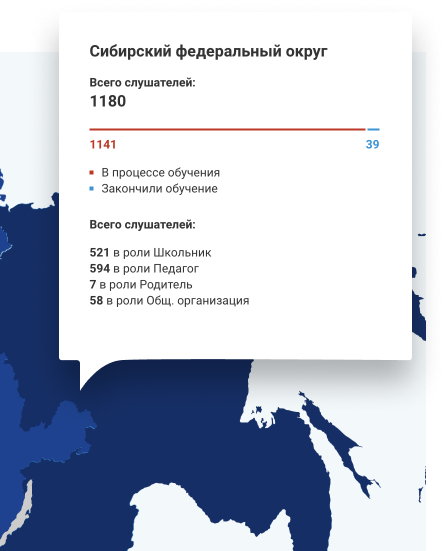 Сибирский федеральный округ
Всего слушателей:
1180
1141 39
В процессе обучения
Закончили обучение
Всего слушателей:
521 в роли Школьник
594 в роли Педагог
7 в роли Родитель
58 в роли Общ. организация